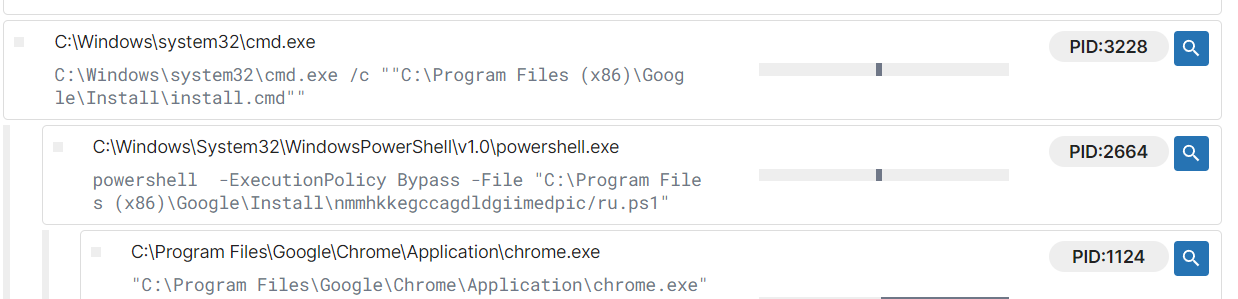 C:\Windows\system32\cmd.exe
PID:3228
C:\Windows\system32\cmd.exe /c ""C:\Program Files (x86)\Goog
le\Install\install.cmd""
C:\Windows\System32\WindowsPowerShell\v1.0\powershell.exe
PID:2664
powershell  -ExecutionPolicy Bypass -File "C:\Program File
s (x86)\Google\Install\nmmhkkegccagdldgiimedpic/ru.ps1"
C:\Program Files\Google\Chrome\Application\chrome.exe
PID:1124
"C:\Program Files\Google\Chrome\Application\chrome.exe"